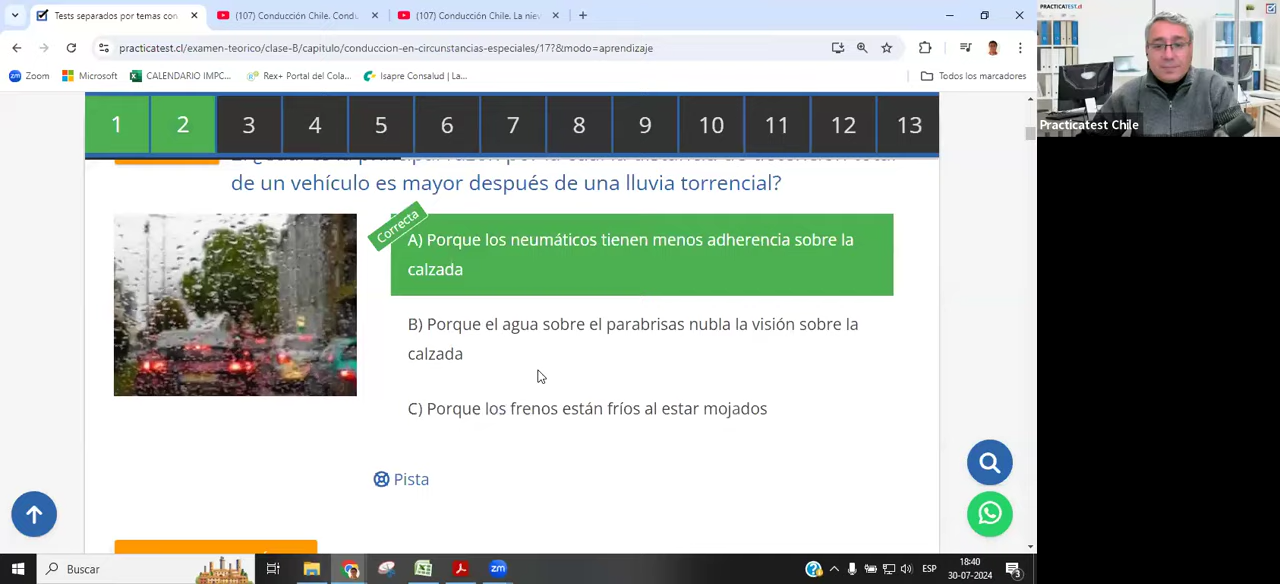 Tests separados por temas con
(107) Conducción Chile. Curs
(107) Conducción Chile. La niev
practicatest.cl/examen-teorico/clase-B/capitulo/conduccion-en-circunstancias-especiales/17?&modo=aprendizaje
Zoom
Microsoft
CALENDARIO IMPC...
Rex+ Portal del Col...
Isapre Consalud |...
Todos los marcadores
1 2 3 4 5 6 7 8 9 10 11 12 13
de un vehículo es mayor después de una lluvia torrencial?
Correcta
A) Porque los neumáticos tienen menos adherencia sobre la
calzada
B) Porque el agua sobre el parabrisas nubla la visión sobre la
calzada
C) Porque los frenos están fríos al estar mojados
Pista
PRACTICATEST.cl
Practicatest Chile
Buscar
ESP
18:40
30-07-2024
3